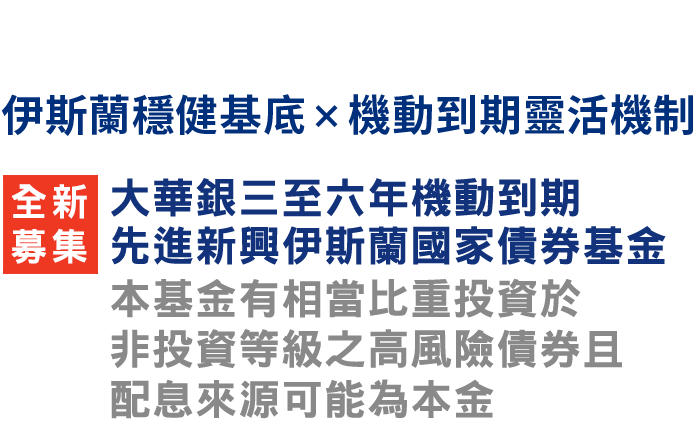 伊斯蘭穩健基底×機動到期靈活機制
全新
募集
大華銀三至六年機動到期
先進新興伊斯蘭國家債券基金
本基金有相當比重投資於
非投資等級之高風險債券且
配息來源可能為本金